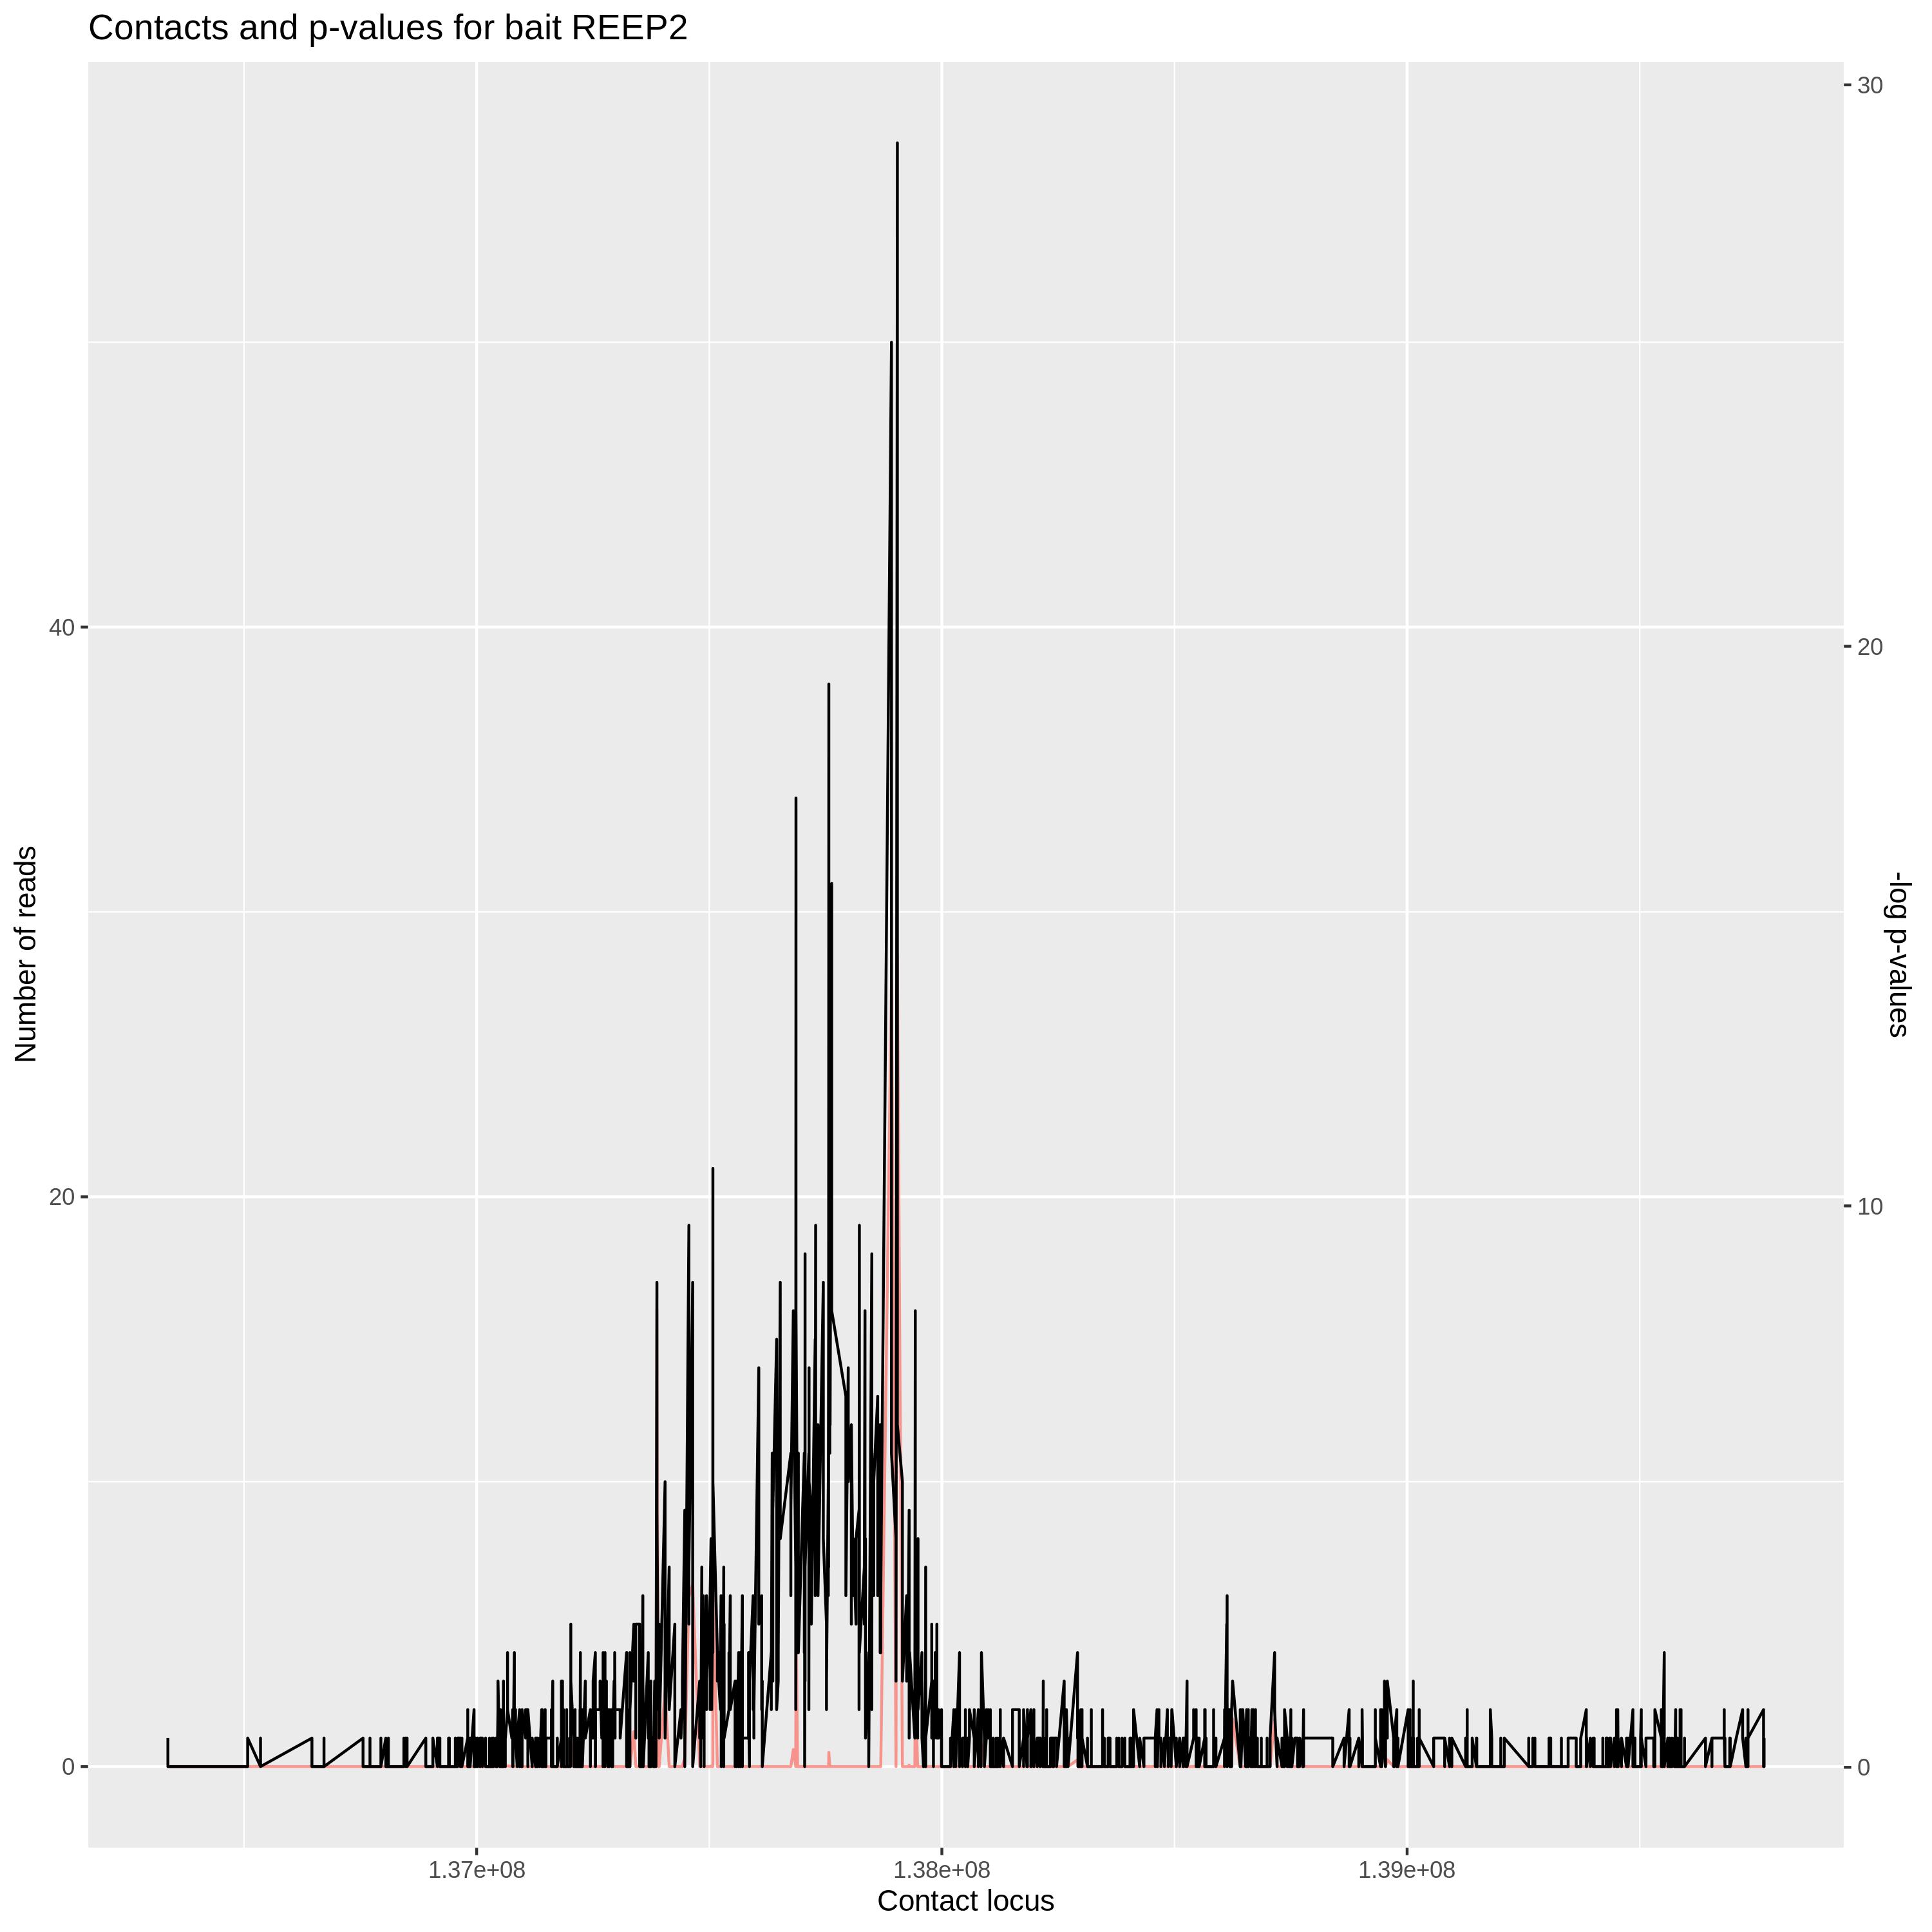 Contacts and p-values for bait REEP2
30
40
20
Number of reads
-log p-values
20
10
0
0
1.37e+08
1.38e+08
1.39e+08
Contact locus